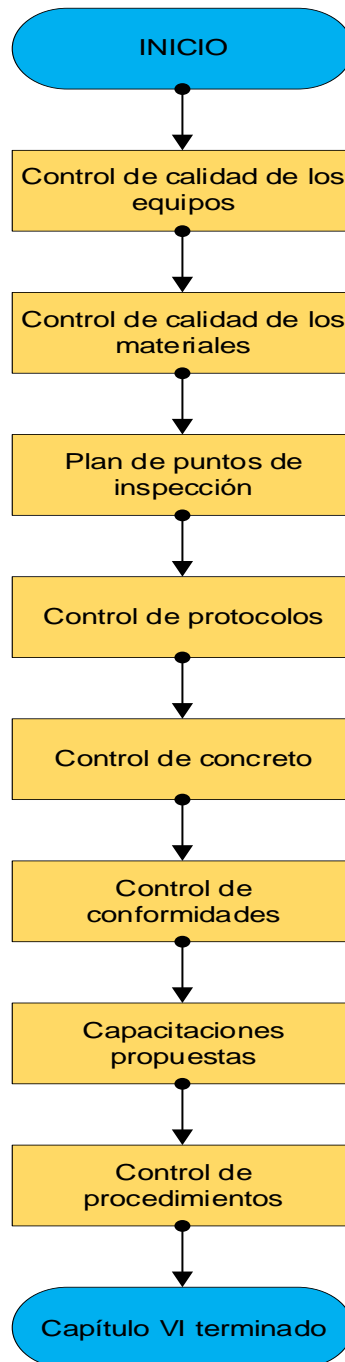 INICIO
Control de calidad de los
equipos
Control de calidad de los
materiales
Plan de puntos de
inspección
Control de protocolos
Control de concreto
Control de
conformidades
Capacitaciones
propuestas
Control de
procedimientos
Capítulo VI terminado